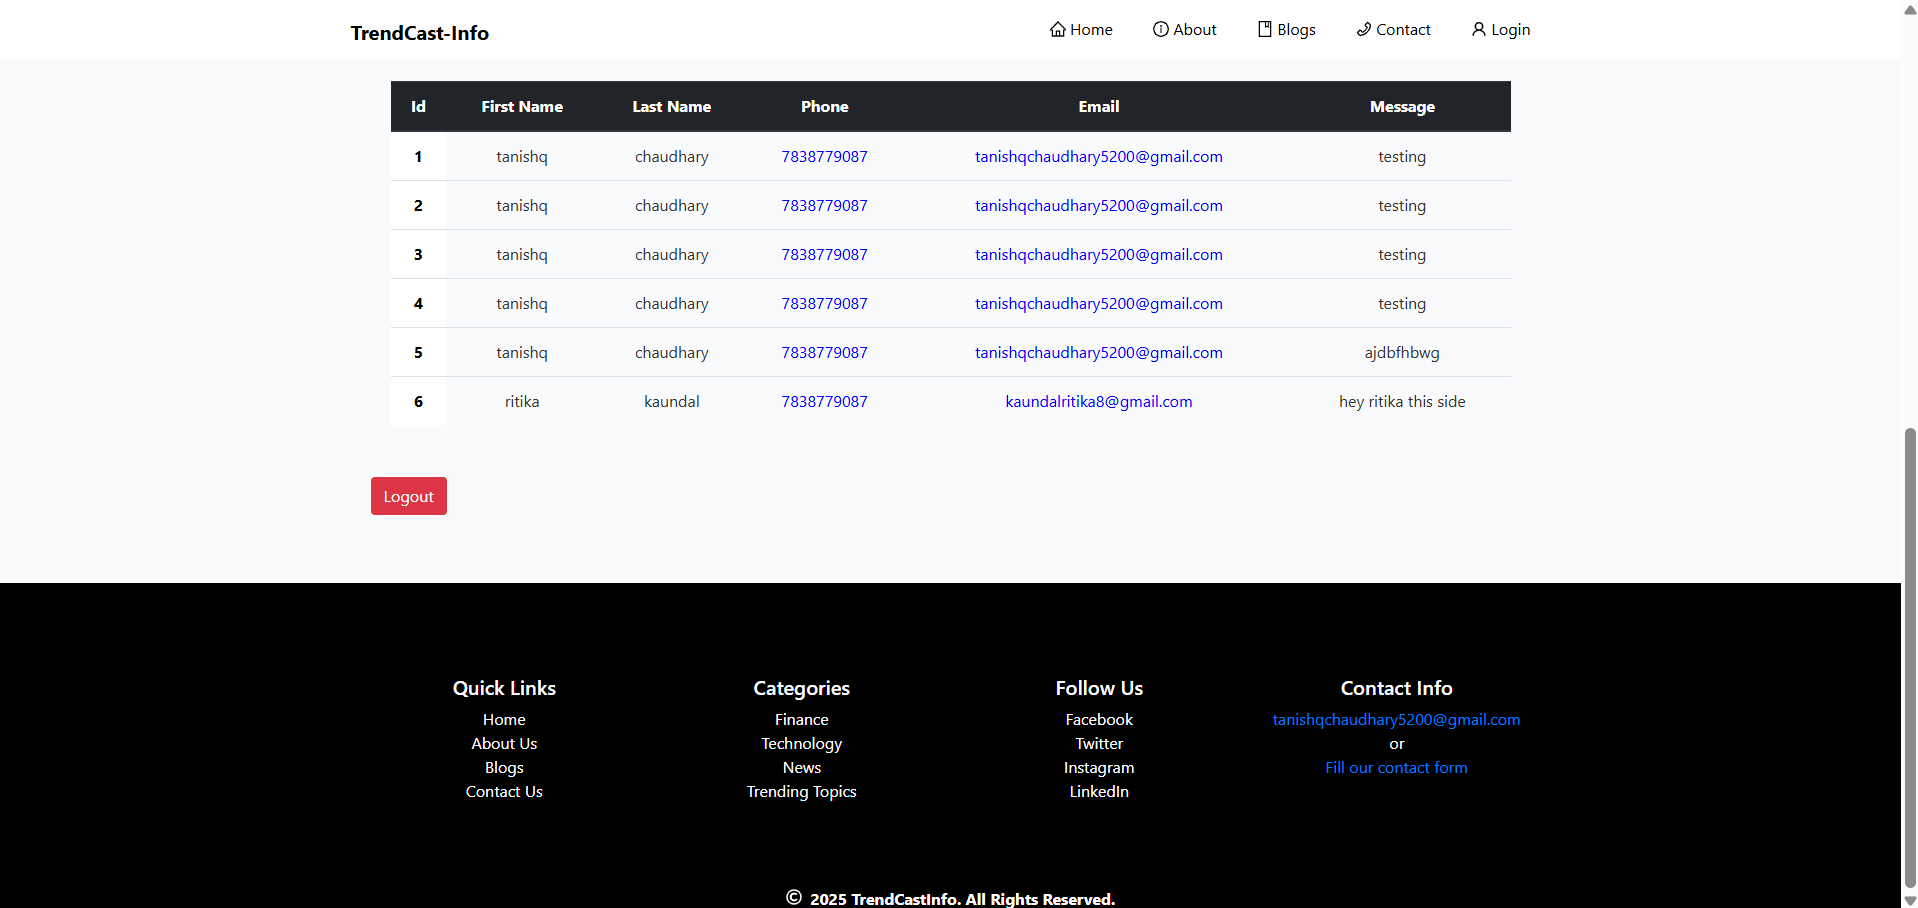 TrendCast-Info Home About Blogs Contact Login
Id First Name Last Name Phone Email Message
1 tanishq chaudhary 7838779087 tanishqchaudhary5200@gmail.com testing
2 tanishq chaudhary 7838779087 tanishqchaudhary5200@gmail.com testing
3 tanishq chaudhary 7838779087 tanishqchaudhary5200@gmail.com testing
4 tanishq chaudhary 7838779087 tanishqchaudhary5200@gmail.com testing
5 tanishq chaudhary 7838779087 tanishqchaudhary5200@gmail.com ajdbfhbwg
6 ritika kaundal 7838779087 kaundalritika8@gmail.com hey ritika this side
Logout
Quick Links
Home
About Us
Blogs
Contact Us
Categories
Finance
Technology
News
Trending Topics
Follow Us
Facebook
Twitter
Instagram
LinkedIn
Contact Info
tanishqchaudhary5200@gmail.com
or
Fill our contact form
© 2025 TrendCastInfo. All Rights Reserved.